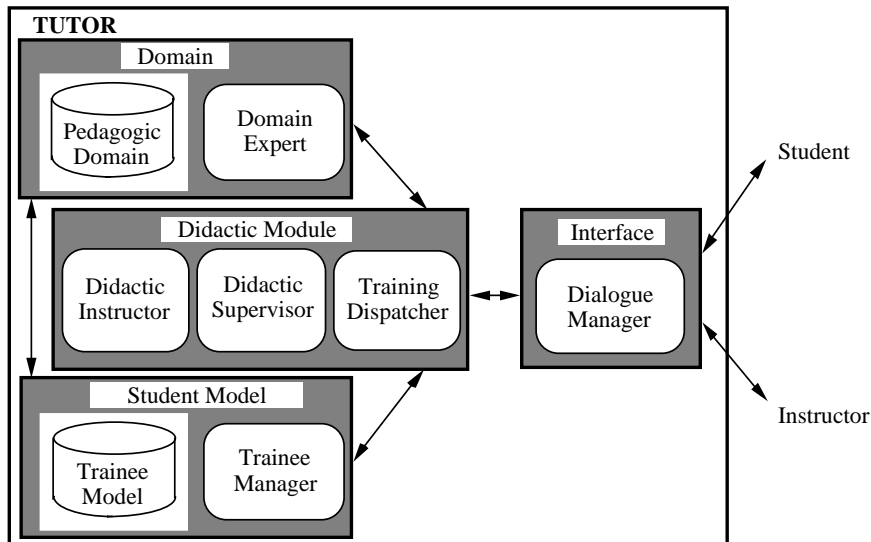 TUTOR
Domain
Pedagogic
Domain
Domain
Expert
Student
Didactic Module
Interface
Didactic
Instructor
Didactic
Supervisor
Training
Dispatcher
Dialogue
Manager
Student Model
Instructor
Trainee
Model
Trainee
Manager